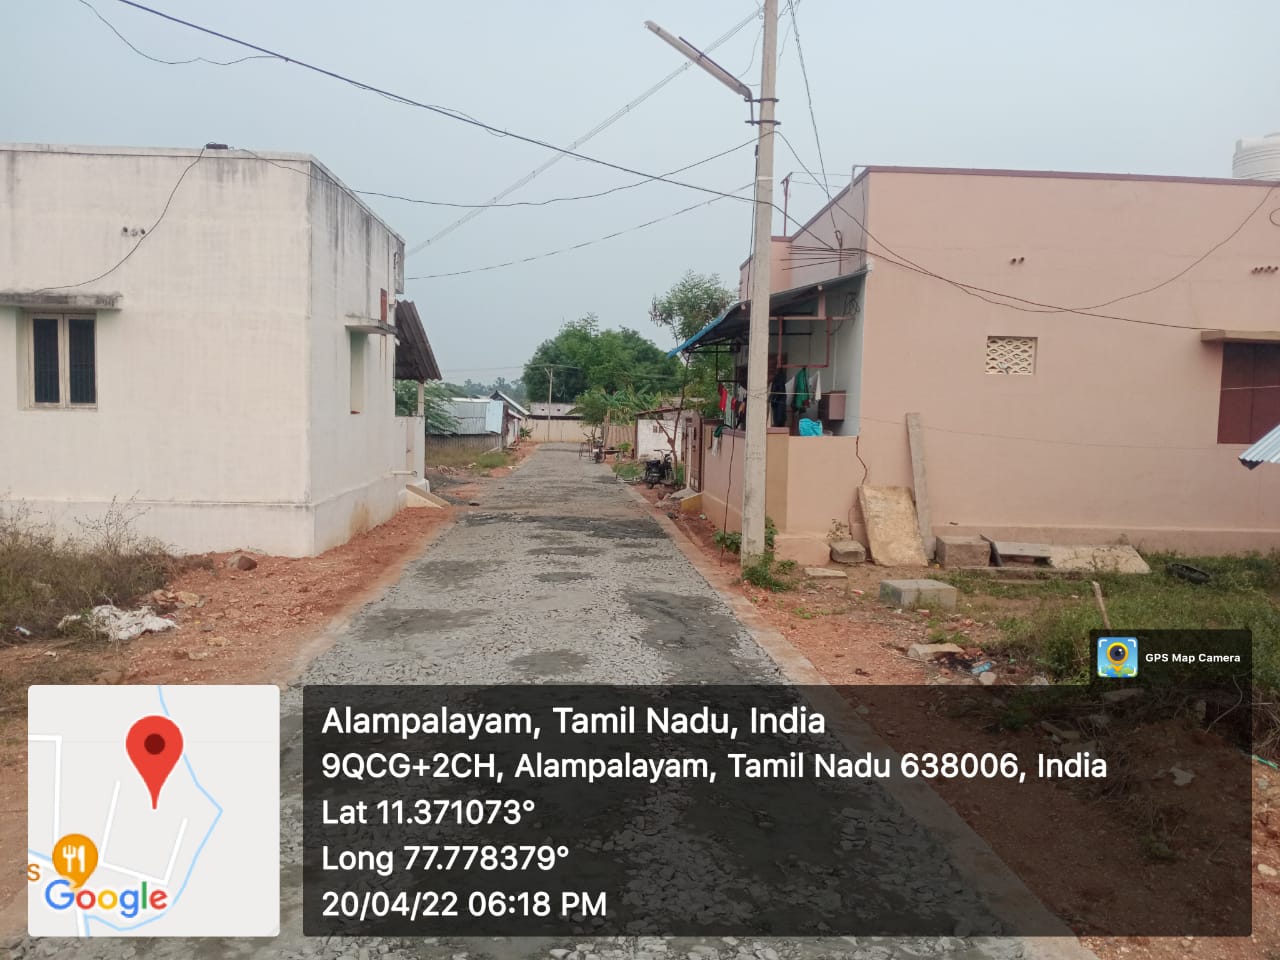 GPS Map Camera
Alampalayam, Tamil Nadu, India
9QCG+2CH, Alampalayam, Tamil Nadu 638006, India
Lat 11.371073°
Long 77.778379°
20/04/22 06:18 PM
s
Google